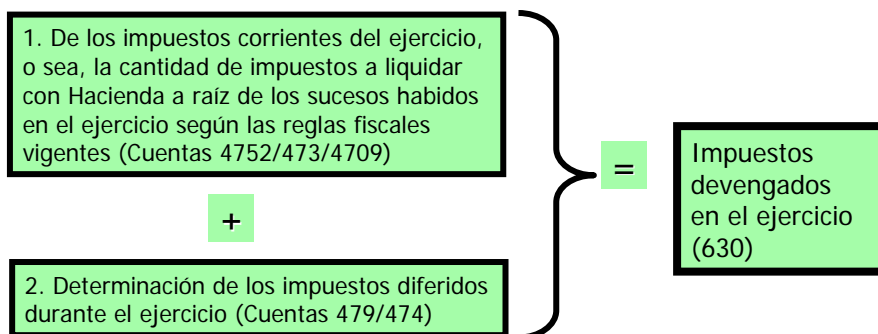 1. De los impuestos corrientes del ejercicio,
o sea, la cantidad de impuestos a liquidar
con Hacienda a raíz de los sucesos habidos
en el ejercicio según las reglas fiscales
vigentes (Cuentas 4752/473/4709)
+
2. Determinación de los impuestos diferidos
durante el ejercicio (Cuentas 479/474)
=
Impuestos
devengados
en el ejercicio
(630)